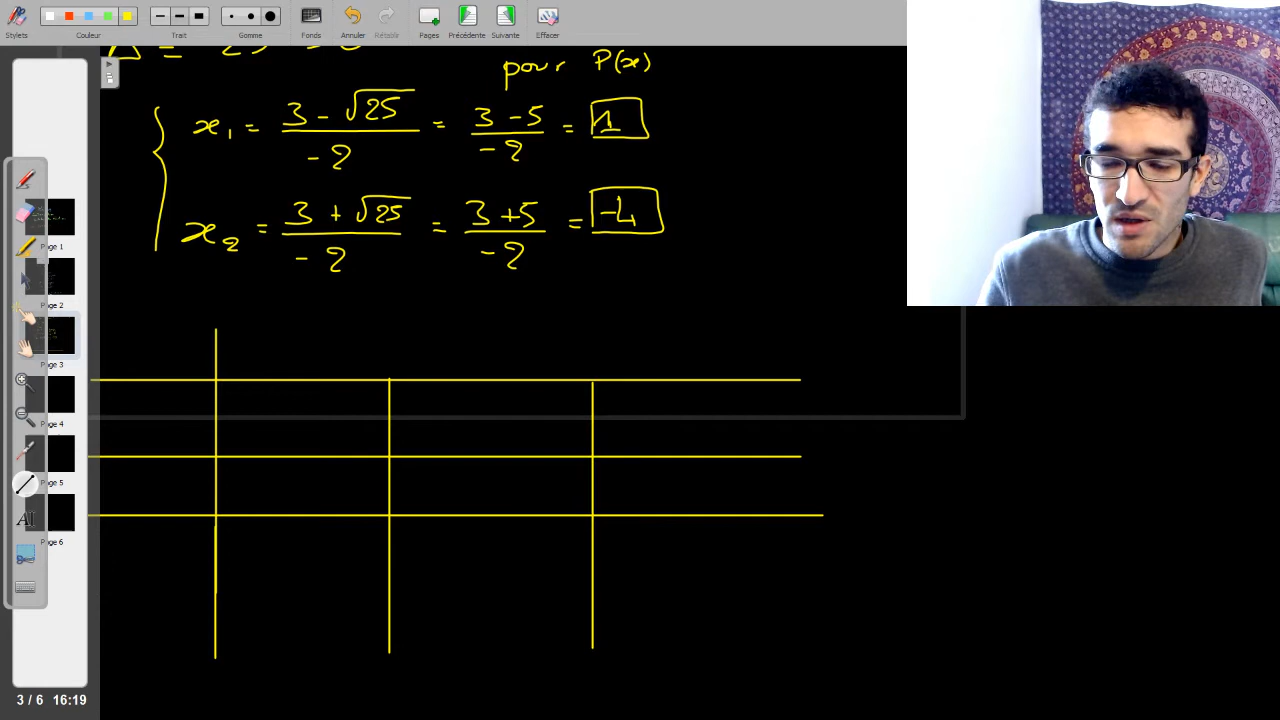 Stylets Couleur Trait Gomme Fonds Annuler Rétablir Pages Précédente Suivante Effacer
Δ = 25
pour P(x)
x₁ = (3 - √25)/(-2) = (3 - 5)/(-2) = 1
x₂ = (3 + √25)/(-2) = (3 + 5)/(-2) = -4
Page 1
Page 2
Page 3
Page 4
Page 5
Page 6
3 / 6 16:19